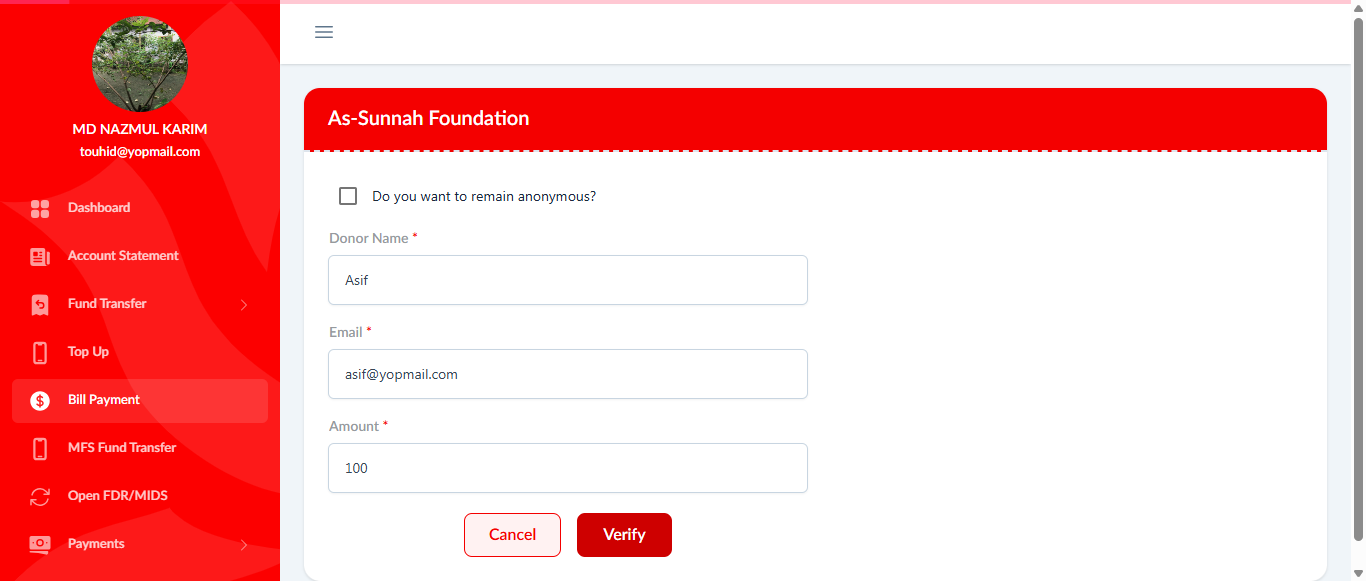 MD NAZMUL KARIM
touhid@yopmail.com
Dashboard
Account Statement
Fund Transfer
Top Up
Bill Payment
MFS Fund Transfer
Open FDR/MIDS
Payments
As-Sunnah Foundation
Do you want to remain anonymous?
Donor Name *
Asif
Email *
asif@yopmail.com
Amount *
100
Cancel
Verify